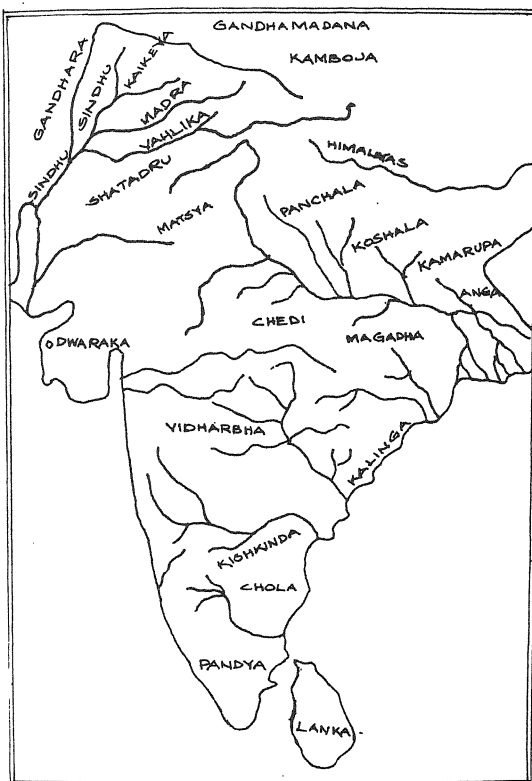 GANDHAMADANA
KAMBOJA
GANDHARA
SINDHU
KAIKEYA
MADRA
VAHLIKA
SINDHU
SHATADRU
HIMALAYAS
MATSYA
PANCHALA
KOSHALA
KAMARUPA
ANGA
CHEDI
MAGADHA
DWARAKA
VIDHARBHA
KALINGA
KISHKINDA
CHOLA
PANDYA
LANKA